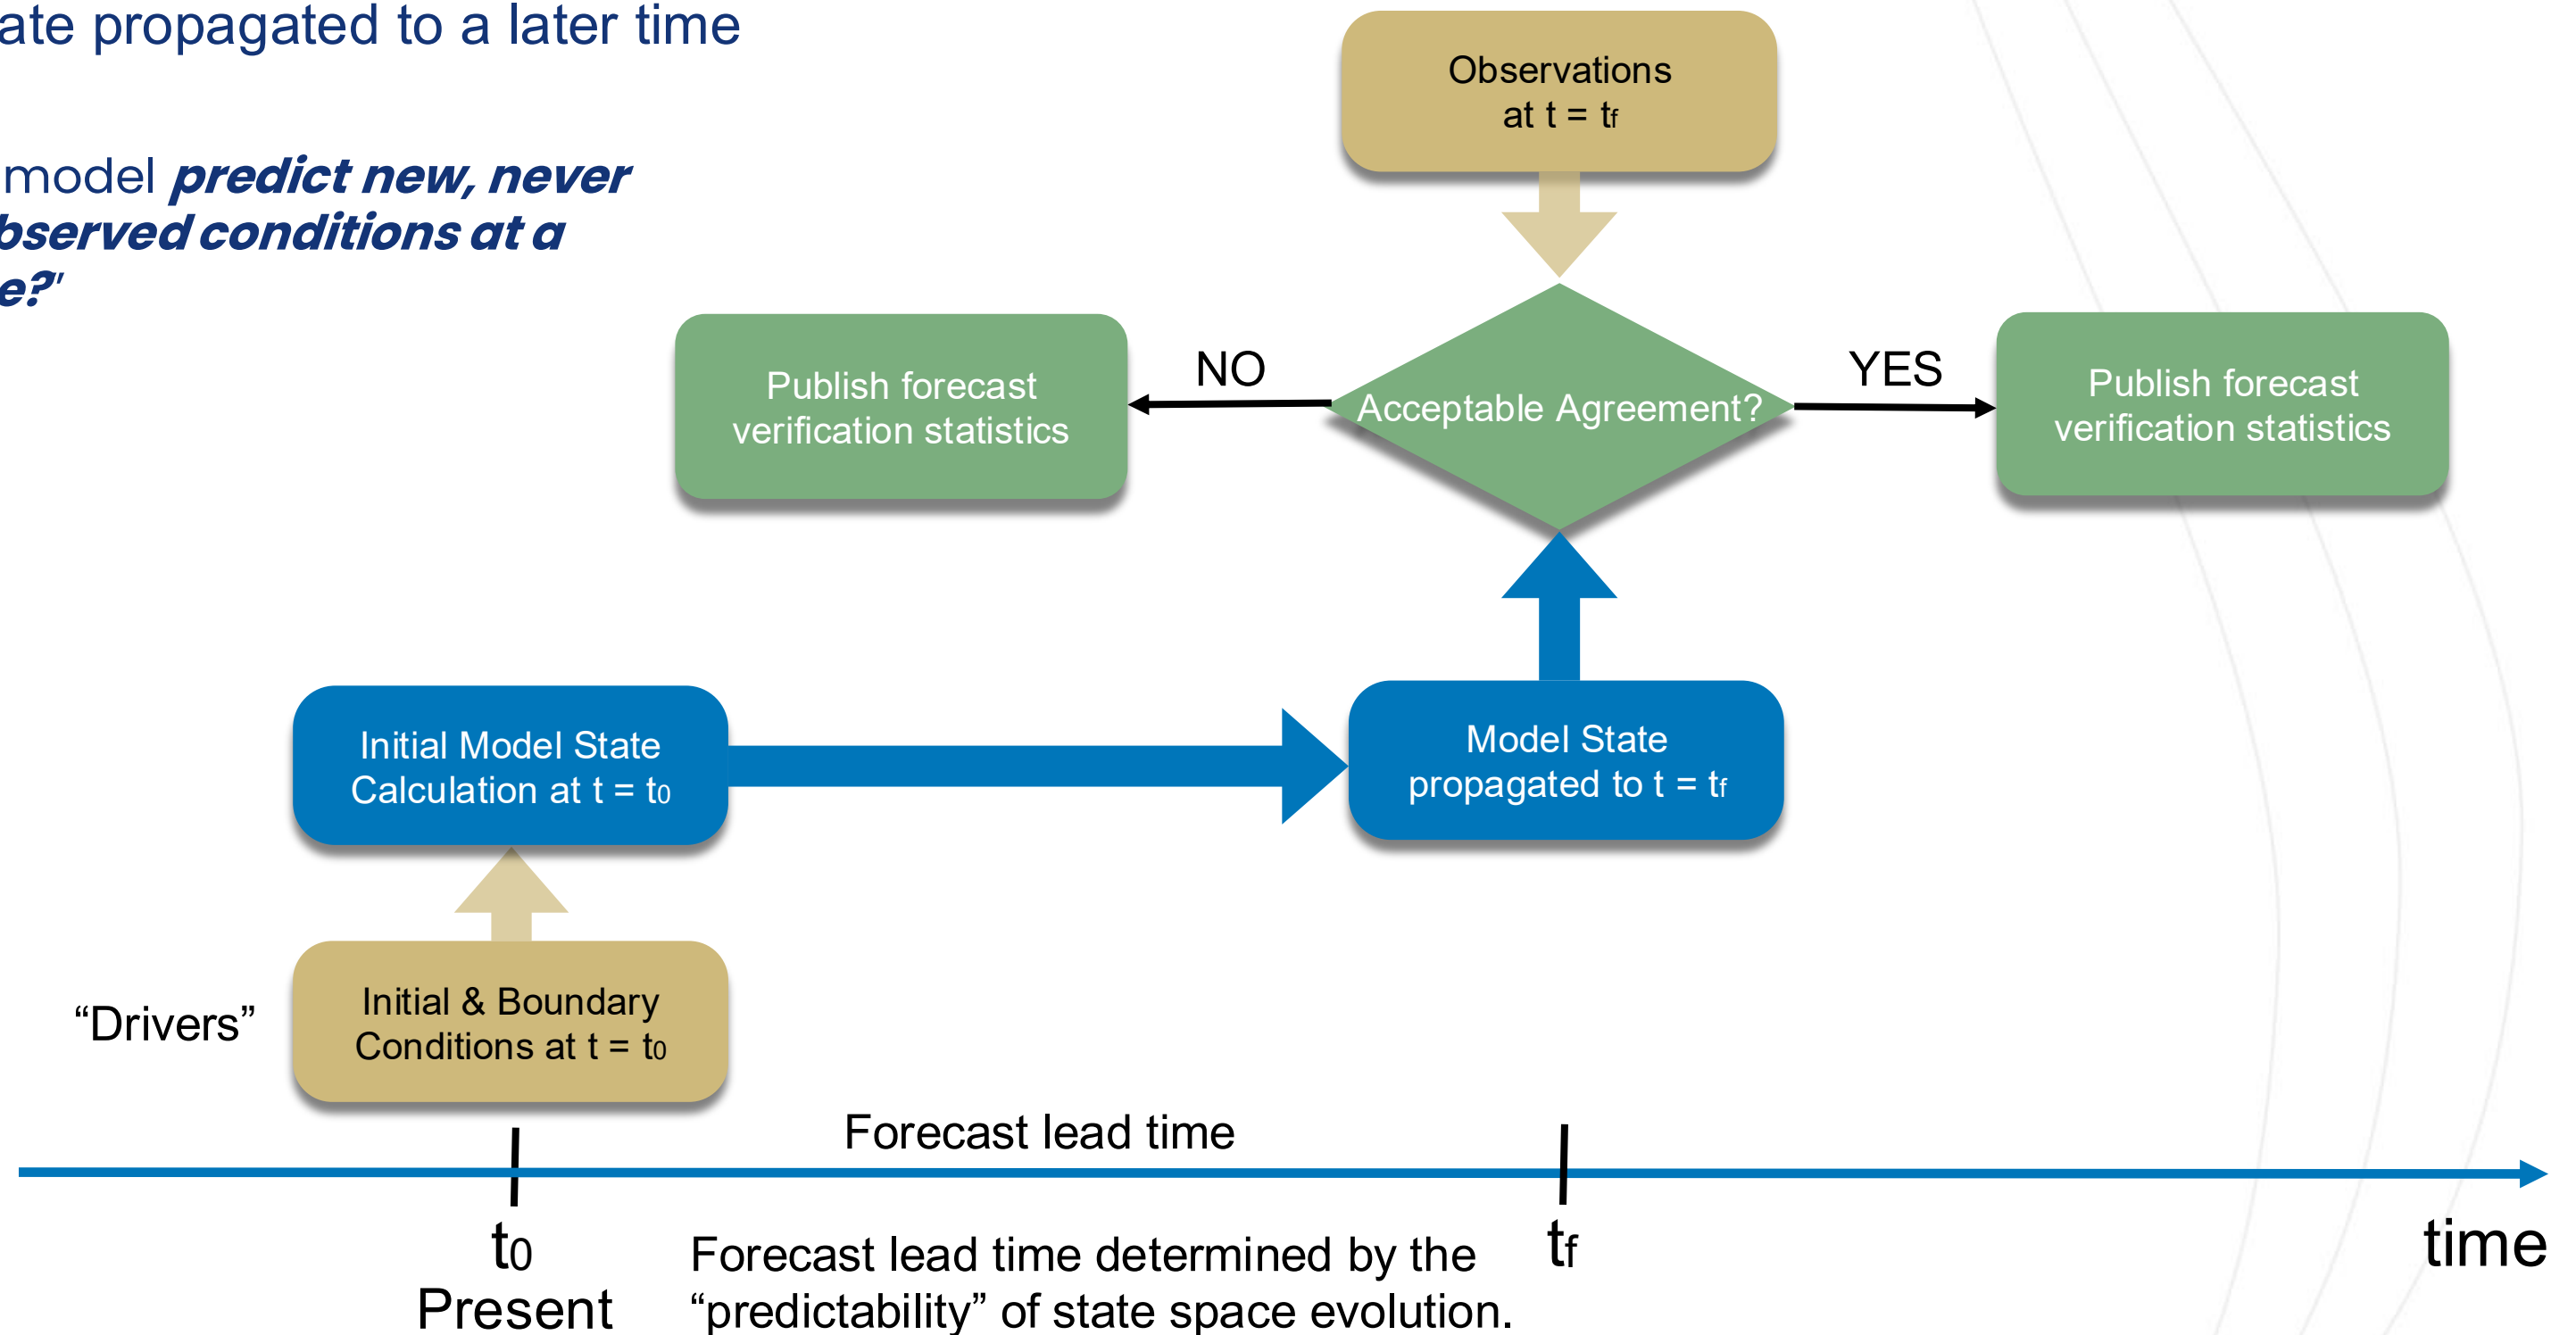 ate propagated to a later time
model predict new, never
bserved conditions at a
e?"
Observations
at t = tf
Publish forecast
verification statistics
NO
Acceptable Agreement?
YES
Publish forecast
verification statistics
Initial Model State
Calculation at t = t0
Model State
propagated to t = tf
“Drivers”
Initial & Boundary
Conditions at t = t0
Forecast lead time
t0
Present
Forecast lead time determined by the
“predictability” of state space evolution.
tf
time